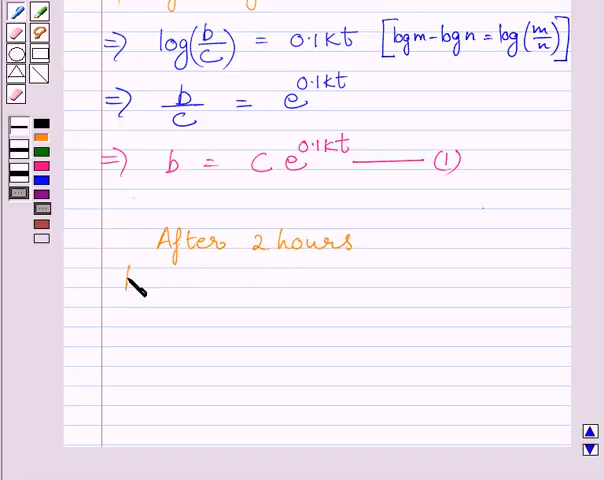 ⇒ log(b/c) = 0.1kt [log m - log n = log(m/n)]
⇒ b/c = e^0.1kt
⇒ b = c e^0.1kt —— (1)
After 2 hours